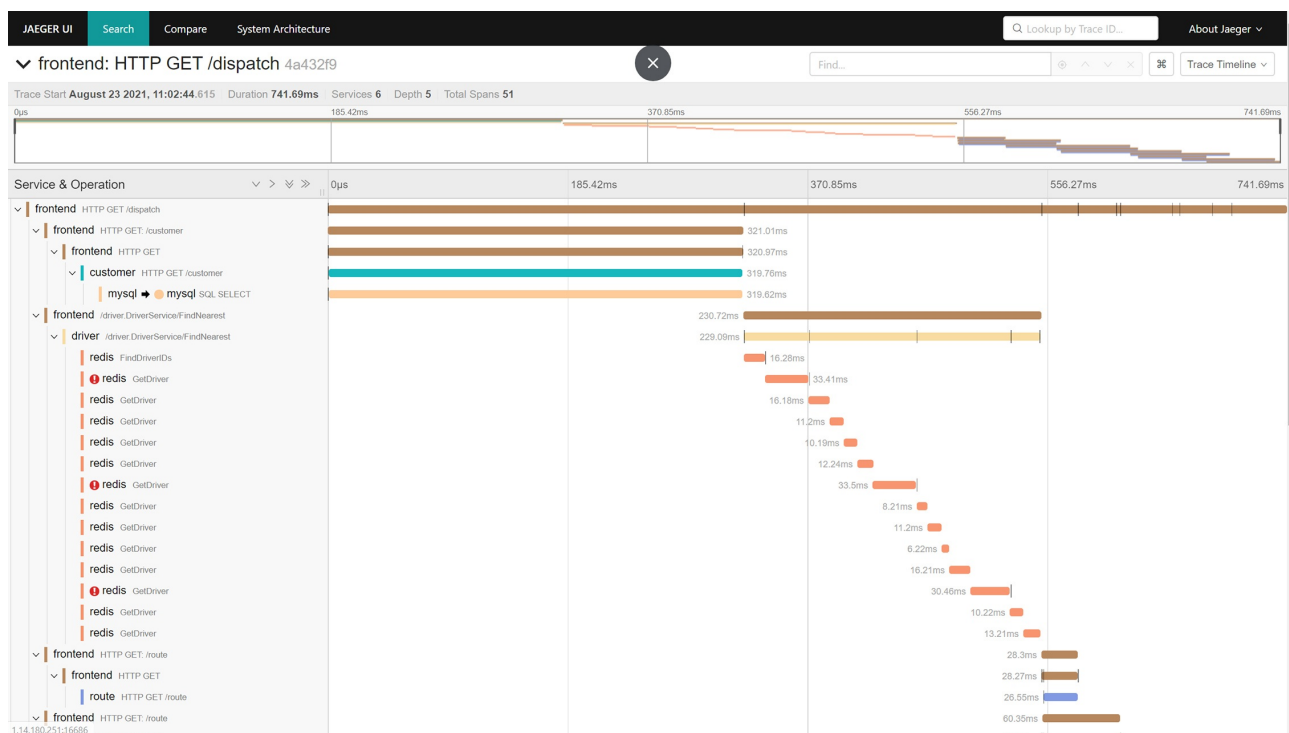 JAEGER UI Search Compare System Architecture Lookup by Trace ID... About Jaeger
frontend: HTTP GET /dispatch 4a432f9 Find... ⌘ Trace Timeline
Trace Start August 23 2021, 11:02:44.615 Duration 741.69ms Services 6 Depth 5 Total Spans 51
0μs 185.42ms 370.85ms 556.27ms 741.69ms
Service & Operation 0μs 185.42ms 370.85ms 556.27ms 741.69ms
frontend HTTP GET /dispatch
frontend HTTP GET: /customer 321.01ms
frontend HTTP GET 320.97ms
customer HTTP GET /customer 319.76ms
mysql mysql SQL SELECT 319.62ms
frontend /driver.DriverService/FindNearest 230.72ms
driver /driver.DriverService/FindNearest 229.09ms
redis FindDriverIDs 16.28ms
redis GetDriver 33.41ms
redis GetDriver 16.18ms
redis GetDriver 11.2ms
redis GetDriver 10.19ms
redis GetDriver 12.24ms
redis GetDriver 33.5ms
redis GetDriver 8.21ms
redis GetDriver 11.2ms
redis GetDriver 6.22ms
redis GetDriver 16.21ms
redis GetDriver 30.46ms
redis GetDriver 10.22ms
redis GetDriver 13.21ms
frontend HTTP GET: /route 28.3ms
frontend HTTP GET 28.27ms
route HTTP GET /route 26.55ms
frontend HTTP GET: /route 60.35ms
1.14.180.251:16686